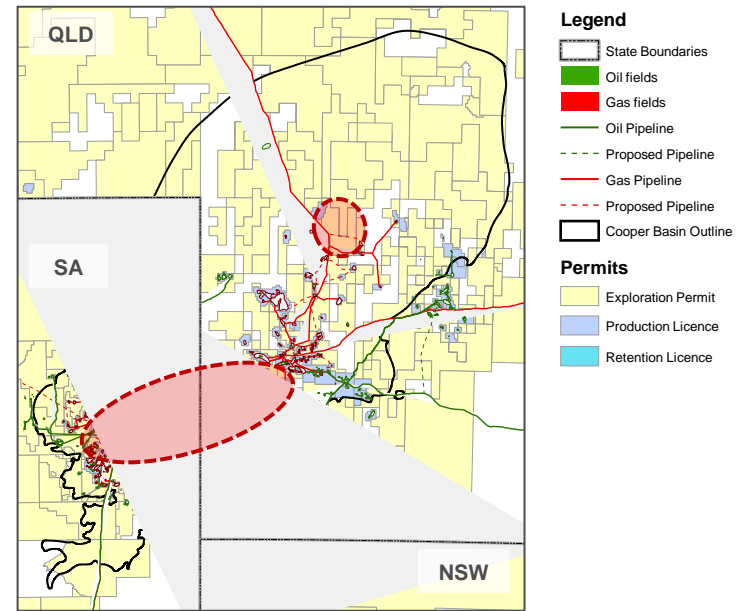 QLD
SA
NSW
Legend
State Boundaries
Oil fields
Gas fields
Oil Pipeline
Proposed Pipeline
Gas Pipeline
Proposed Pipeline
Cooper Basin Outline
Permits
Exploration Permit
Production Licence
Retention Licence